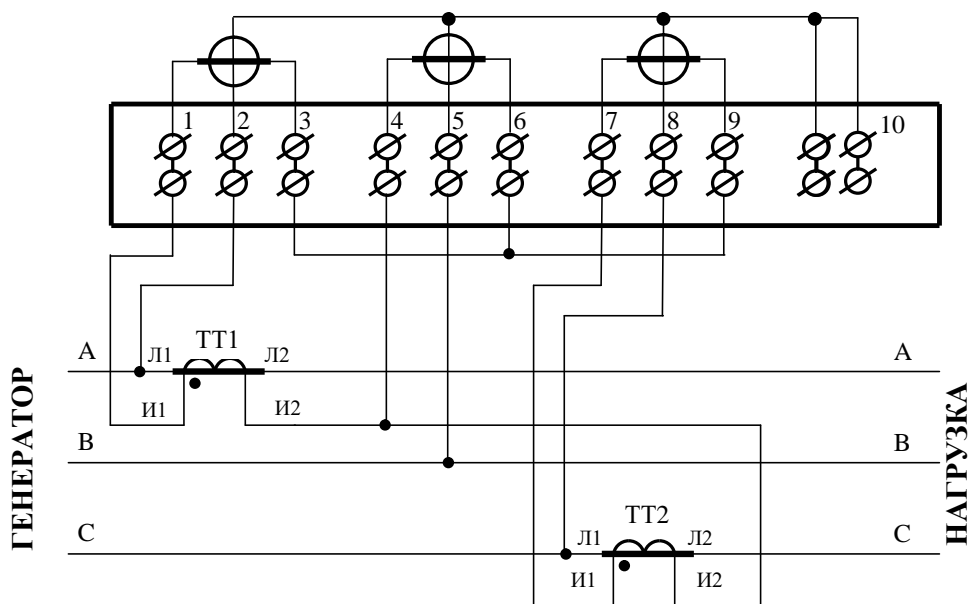 1 2 3 4 5 6 7 8 9 10
ТТ1
А Л1 Л2 А
И1 И2
В В
ТТ2
С Л1 Л2 С
И1 И2
ГЕНЕРАТОР
НАГРУЗКА